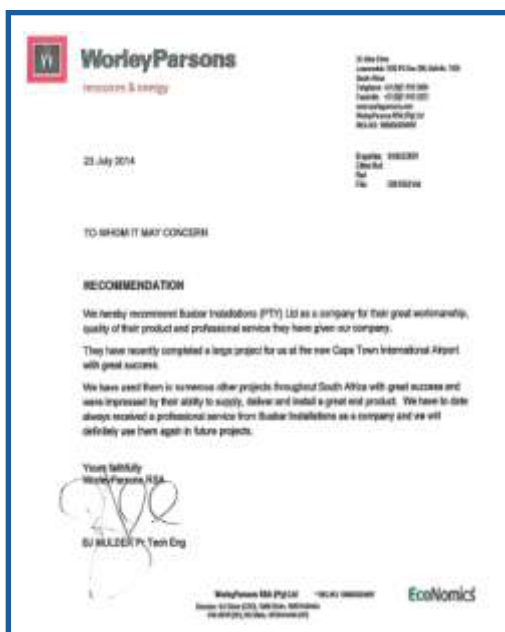 WorleyParsons
resources & energy
South Africa
23 July 2014
TO WHOM IT MAY CONCERN
RECOMMENDATION
We hereby recommend Busbar Installations (PTY) Ltd as a company for their great workmanship,
quality of their product and professional service they have given our company.
They have recently completed a large project for us at the new Cape Town International Airport
with great success.
We have used them in numerous other projects throughout South Africa with great success and
were impressed by their ability to supply, deliver and install a great end product. We have to date
always received a professional service from Busbar Installations as a company and we will
definitely use them again in future projects.
Yours faithfully
WorleyParsons RSA
MULDER Pr Tech Eng
WorleyParsons RSA (Pty) Ltd
EcoNomics